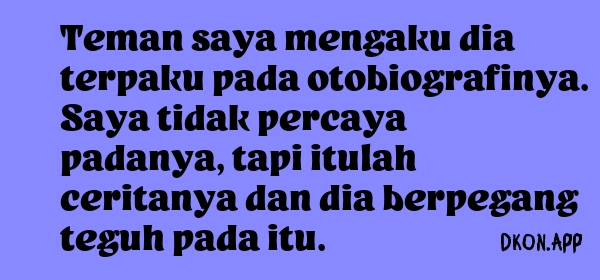 Teman saya mengaku dia
terpaku pada otobiografinya.
Saya tidak percaya
padanya, tapi itulah
ceritanya dan dia berpegang
teguh pada itu.
DKON.APP